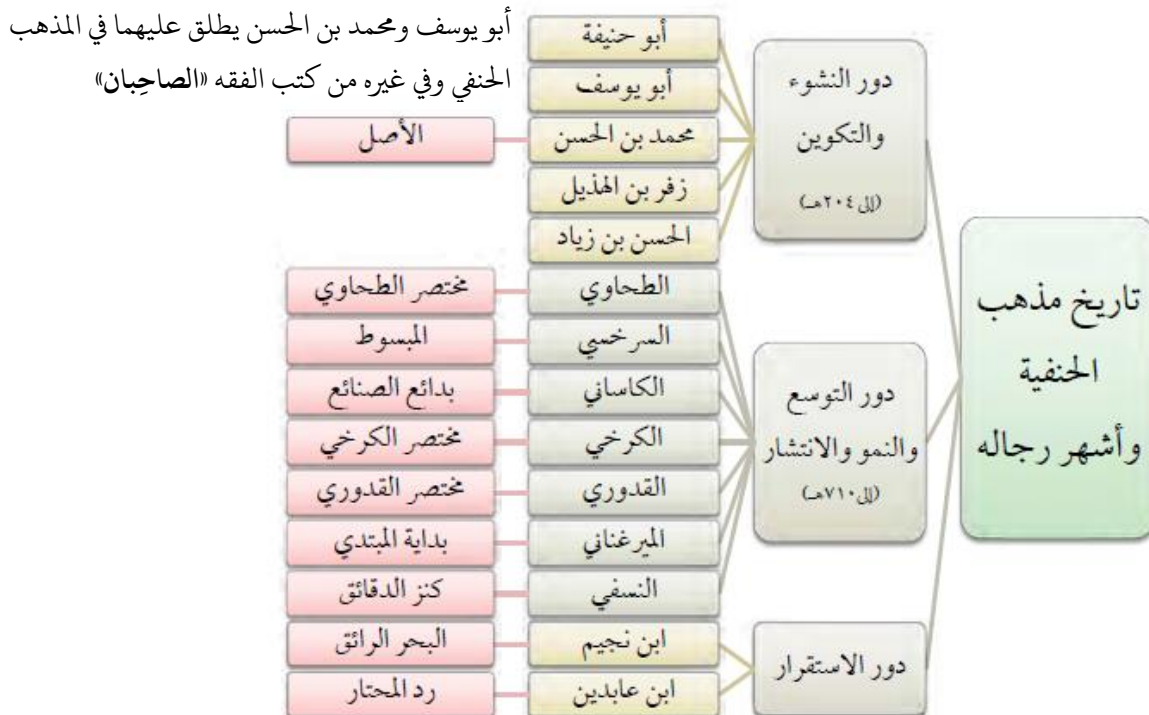 أبو يوسف ومحمد بن الحسن يطلق عليهما في المذهب
الحنفي وفي غيره من كتب الفقه «الصاحِبان»
تاريخ مذهب
الحنفية
وأشهر رجاله
دور النشوء
والتكوين
(إلى ٢٠٤هـ)
أبو حنيفة
أبو يوسف
محمد بن الحسن
الأصل
زفر بن الهذيل
الحسن بن زياد
دور التوسع
والنمو والانتشار
(إلى ٧١٠هـ)
الطحاوي
مختصر الطحاوي
السرخسي
المبسوط
الكاساني
بدائع الصنائع
الكرخي
مختصر الكرخي
القدوري
مختصر القدوري
الميرغناني
بداية المبتدي
النسفي
كنز الدقائق
دور الاستقرار
ابن نجيم
البحر الرائق
ابن عابدين
رد المحتار